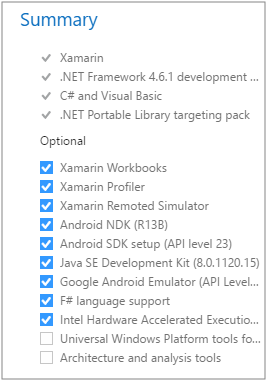 Summary
Xamarin
.NET Framework 4.6.1 development ...
C# and Visual Basic
.NET Portable Library targeting pack
Optional
Xamarin Workbooks
Xamarin Profiler
Xamarin Remoted Simulator
Android NDK (R13B)
Android SDK setup (API level 23)
Java SE Development Kit (8.0.1120.15)
Google Android Emulator (API Level...
F# language support
Intel Hardware Accelerated Executio...
Universal Windows Platform tools fo...
Architecture and analysis tools